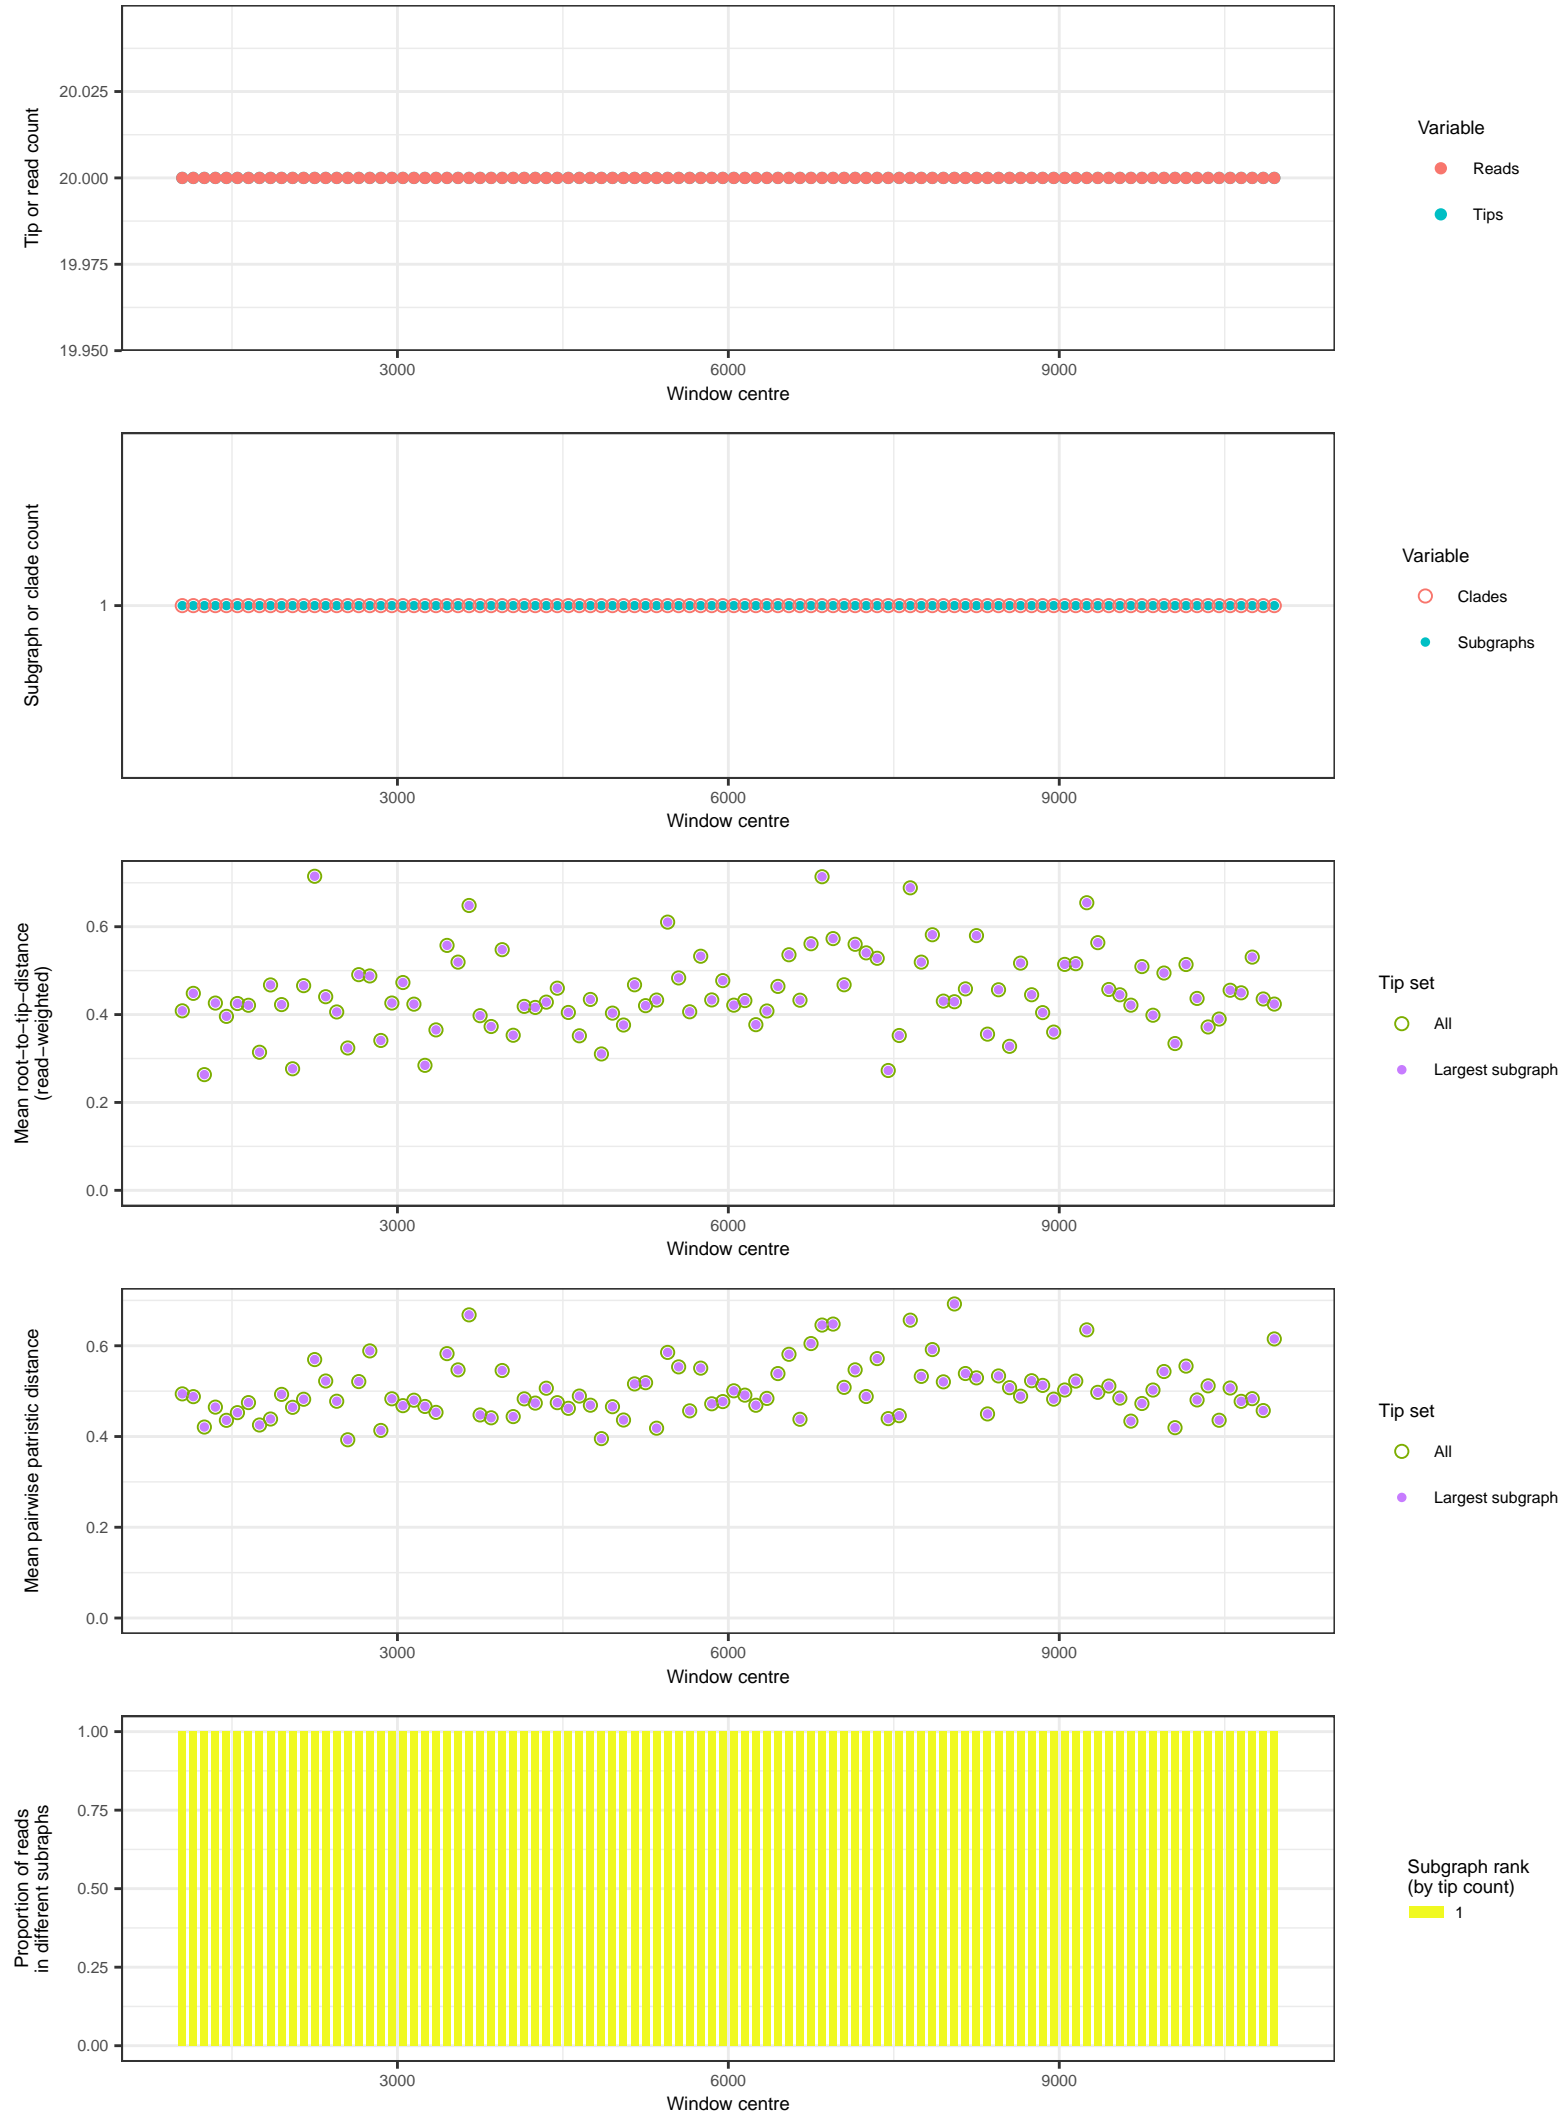 20.025
20.000
19.975
19.950
Tip or read count
3000 6000 9000
Window centre
Variable
Reads
Tips
1
Subgraph or clade count
3000 6000 9000
Window centre
Variable
Clades
Subgraphs
0.6
0.4
0.2
0.0
Mean root−to−tip−distance
(read−weighted)
3000 6000 9000
Window centre
Tip set
All
Largest subgraph
0.6
0.4
0.2
0.0
Mean pairwise patristic distance
3000 6000 9000
Window centre
Tip set
All
Largest subgraph
1.00
0.75
0.50
0.25
0.00
Proportion of reads
in different subraphs
3000 6000 9000
Window centre
Subgraph rank
(by tip count)
1